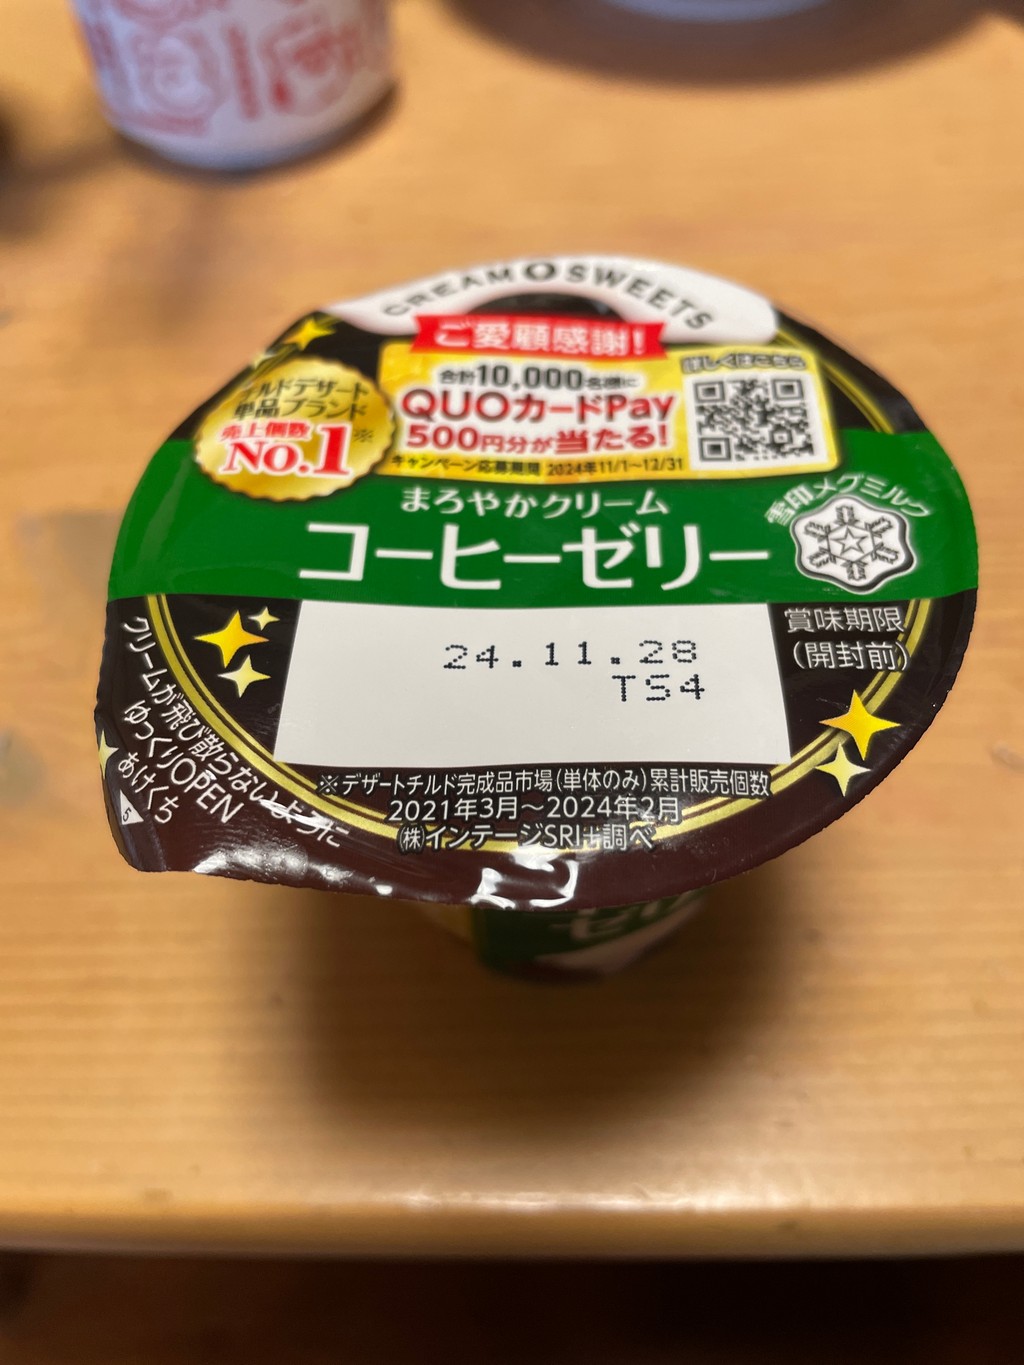 CREAM SWEETS
ご愛顧感謝！
合計10,000名様に
QUOカードPay
500円分が当たる！
キャンペーン応募期間 2024年11/1～12/31
詳しくはこちら
チルドデザート
単品ブランド
売上個数※
No.1
まろやかクリーム
コーヒーゼリー
雪印メグミルク
24.11.28
TS4
賞味期限
(開封前)
クリームが飛び散らないように
ゆっくりOPEN
あけくち
5
※デザートチルド完成品市場(単体のみ)累計販売個数
2021年3月～2024年2月
㈱インテージSRI+調べ
ゼリ